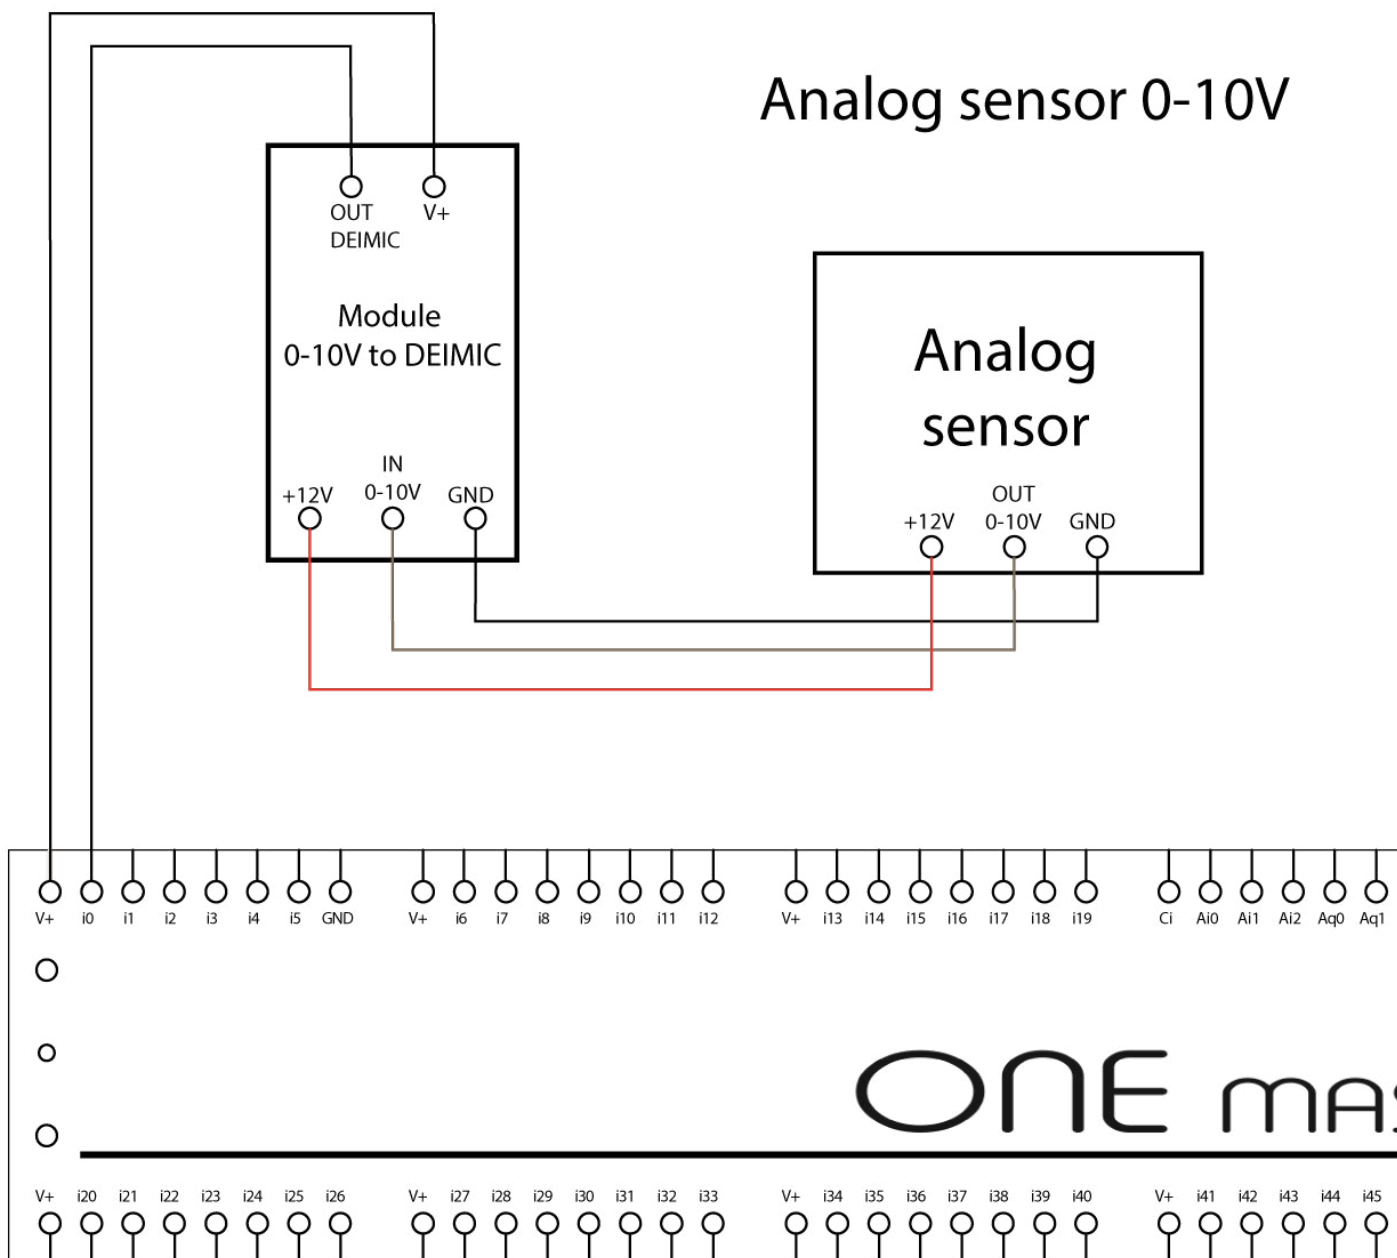 Analog sensor 0-10V
OUT
DEIMIC
V+
Module
0-10V to DEIMIC
+12V
IN
0-10V
GND
Analog
sensor
+12V
OUT
0-10V
GND
V+ i0 i1 i2 i3 i4 i5 GND V+ i6 i7 i8 i9 i10 i11 i12 V+ i13 i14 i15 i16 i17 i18 i19 Ci Ai0 Ai1 Ai2 Aq0 Aq1
ONE
V+ i20 i21 i22 i23 i24 i25 i26 V+ i27 i28 i29 i30 i31 i32 i33 V+ i34 i35 i36 i37 i38 i39 i40 V+ i41 i42 i43 i44 i45